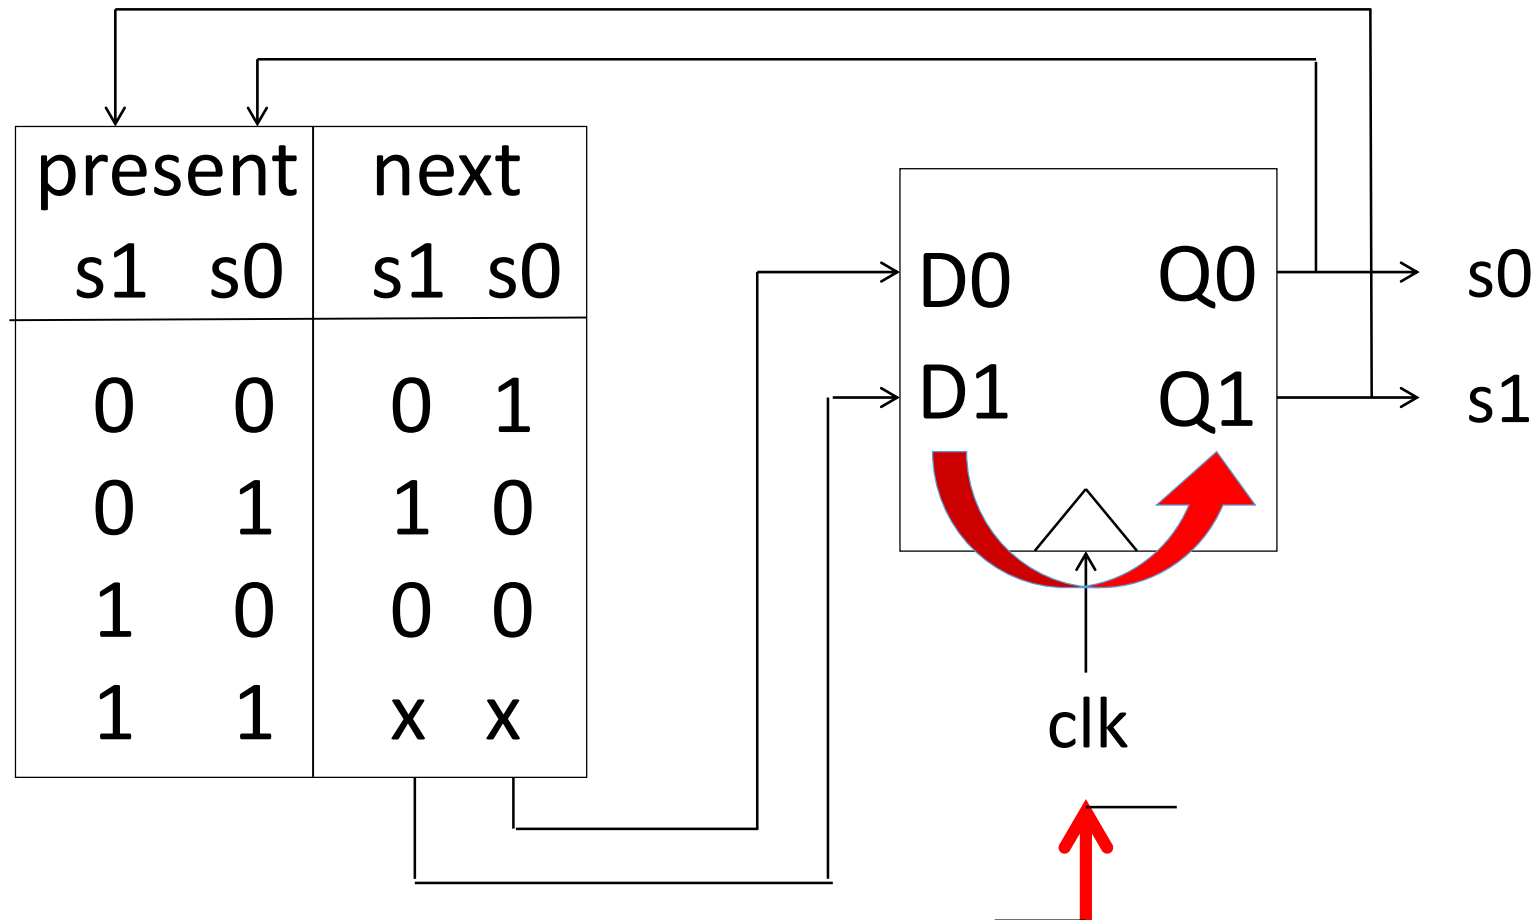 present next
s1 s0 s1 s0
0 0 0 1
0 1 1 0
1 0 0 0
1 1 x x
D0 Q0
D1 Q1
s0
s1
clk